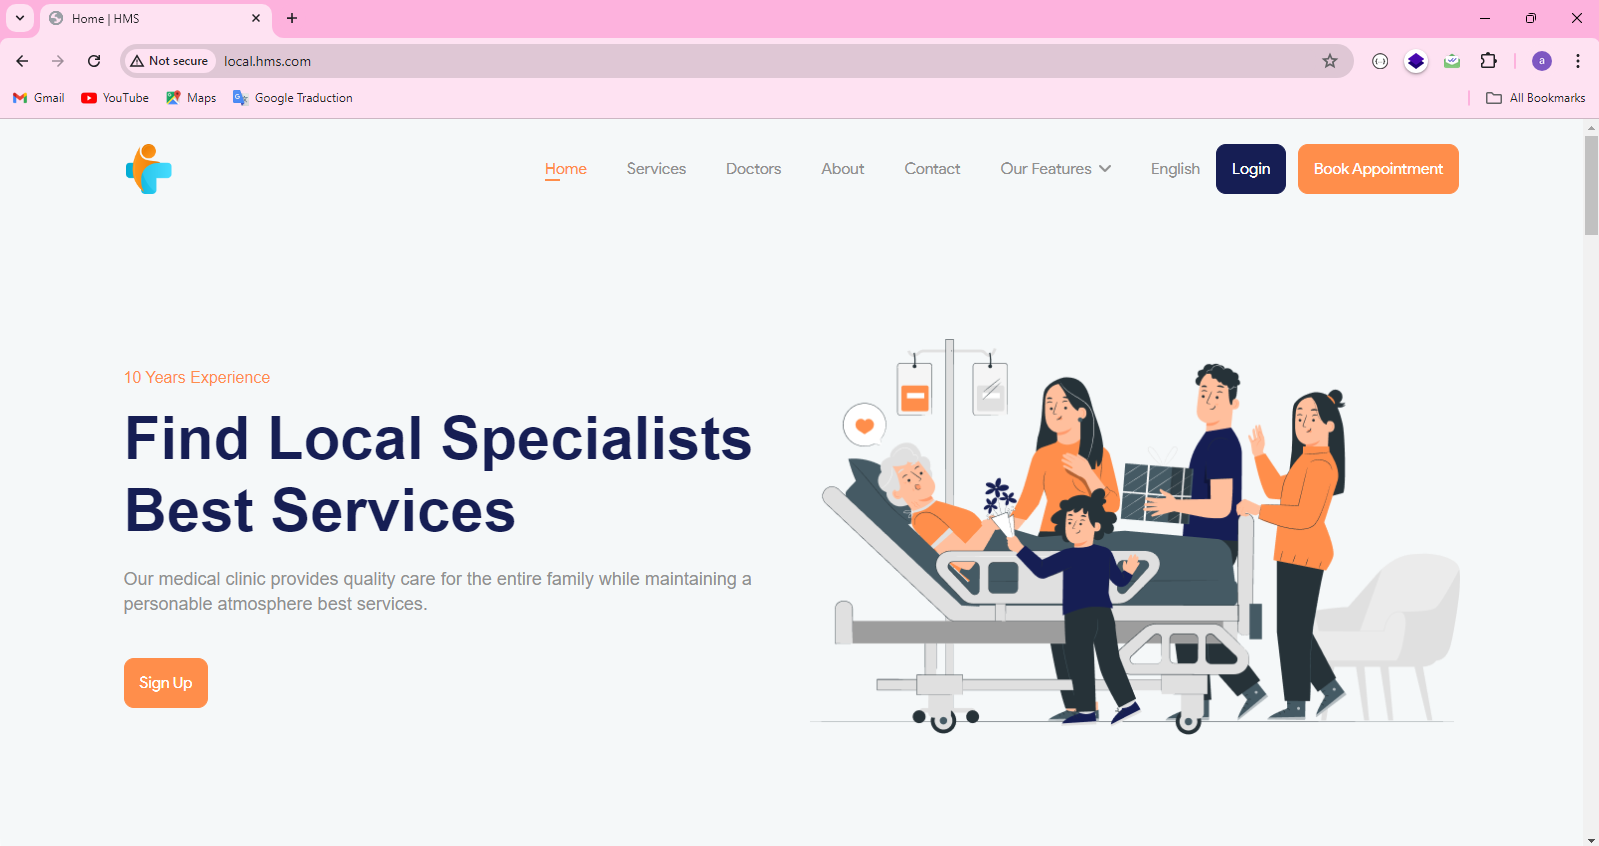 Home | HMS
Not secure
local.hms.com
a
Gmail
YouTube
Maps
Google Traduction
All Bookmarks
Home
Services
Doctors
About
Contact
Our Features
English
Login
Book Appointment
10 Years Experience
Find Local Specialists
Best Services
Our medical clinic provides quality care for the entire family while maintaining a
personable atmosphere best services.
Sign Up